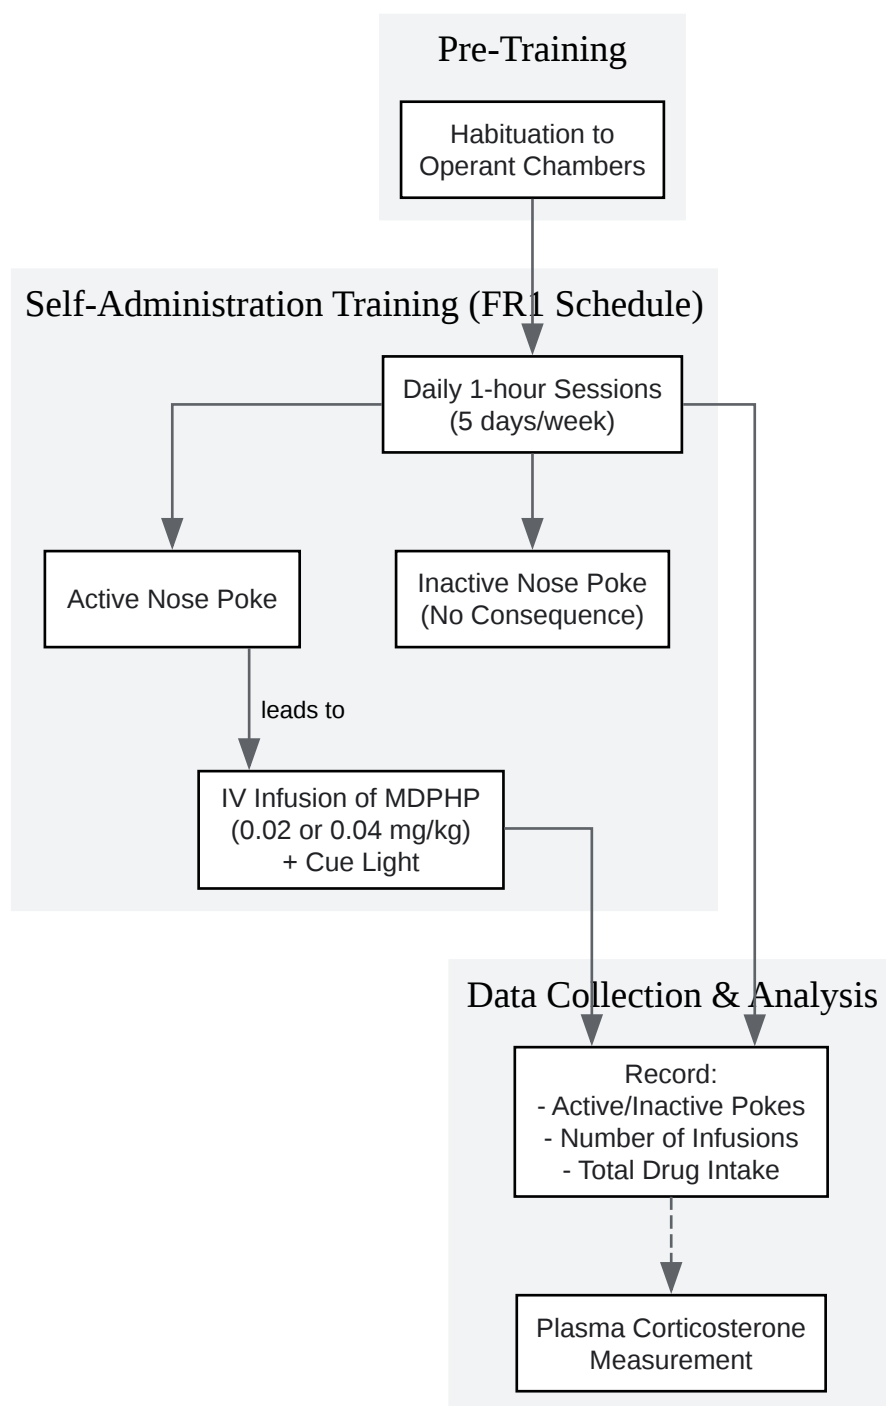 Pre-Training
Habituation to
Operant Chambers
Self-Administration Training (FR1 Schedule)
Daily 1-hour Sessions
(5 days/week)
Active Nose Poke
Inactive Nose Poke
(No Consequence)
leads to
IV Infusion of MDPHP
(0.02 or 0.04 mg/kg)
+ Cue Light
Data Collection & Analysis
Record:
- Active/Inactive Pokes
- Number of Infusions
- Total Drug Intake
Plasma Corticosterone
Measurement